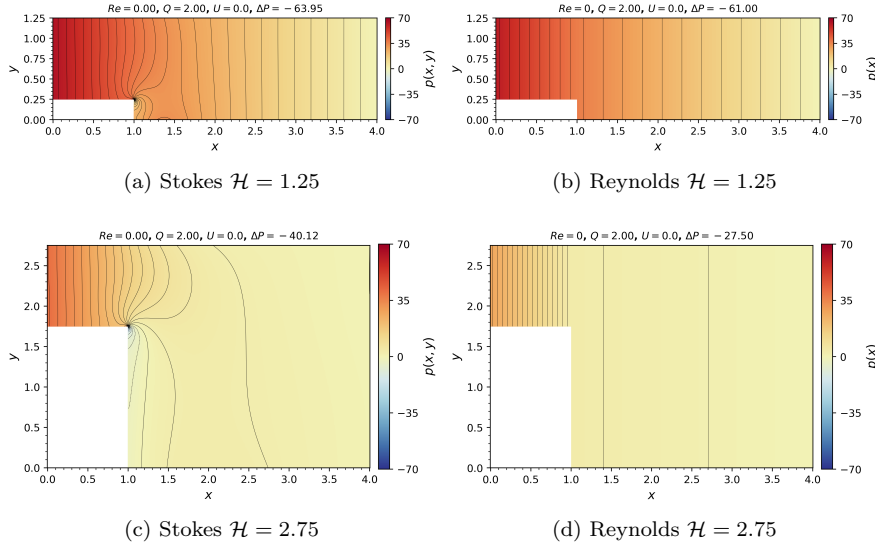 Re = 0.00, Q = 2.00, U = 0.0, ΔP = −63.95
1.25
1.00
0.75
0.50
0.25
0.00
y
0.0 0.5 1.0 1.5 2.0 2.5 3.0 3.5 4.0
x
70
35
0
−35
−70
p(x, y)
(a) Stokes ℋ = 1.25
Re = 0, Q = 2.00, U = 0.0, ΔP = −61.00
1.25
1.00
0.75
0.50
0.25
0.00
y
0.0 0.5 1.0 1.5 2.0 2.5 3.0 3.5 4.0
x
70
35
0
−35
−70
p(x)
(b) Reynolds ℋ = 1.25
Re = 0.00, Q = 2.00, U = 0.0, ΔP = −40.12
2.5
2.0
1.5
1.0
0.5
0.0
y
0.0 0.5 1.0 1.5 2.0 2.5 3.0 3.5 4.0
x
70
35
0
−35
−70
p(x, y)
(c) Stokes ℋ = 2.75
Re = 0, Q = 2.00, U = 0.0, ΔP = −27.50
2.5
2.0
1.5
1.0
0.5
0.0
y
0.0 0.5 1.0 1.5 2.0 2.5 3.0 3.5 4.0
x
70
35
0
−35
−70
p(x)
(d) Reynolds ℋ = 2.75